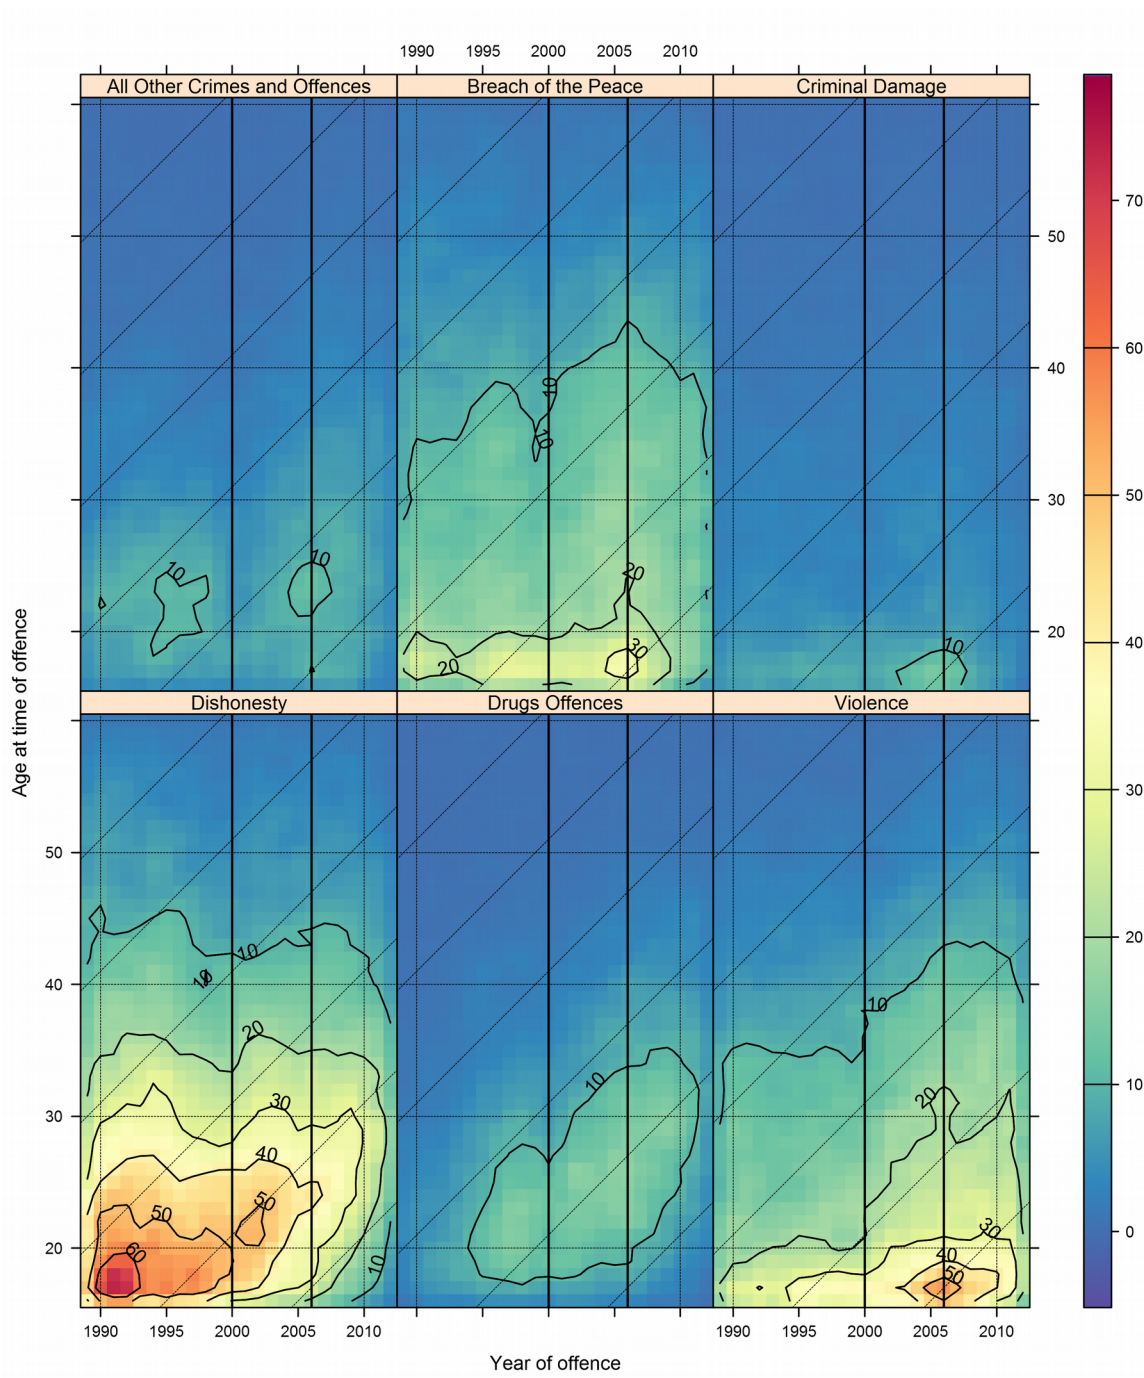 1990 1995 2000 2005 2010
All Other Crimes and Offences Breach of the Peace Criminal Damage
10 10
10 10 20 30 20
10
50
40
30
20
Dishonesty Drugs Offences Violence
10 10 20 30 40 50 50 60 10
10
10 20 30 40 50
50
40
30
20
1990 1995 2000 2005 2010
1990 1995 2000 2005 2010
Year of offence
Age at time of offence
70
60
50
40
30
20
10
0